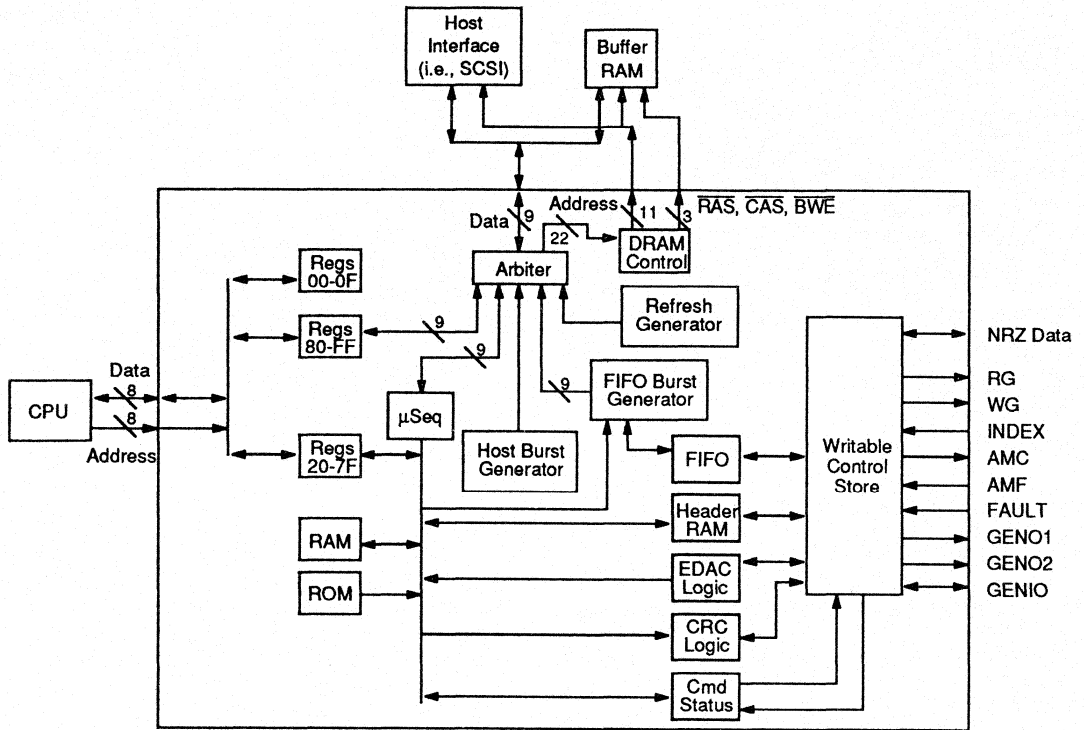 Host
Interface
(i.e., SCSI)
Buffer
RAM
RAS, CAS, BWE
Address
11
3
Data
9
22
DRAM
Control
Arbiter
Regs
00-0F
Refresh
Generator
Regs
80-FF
9
9
NRZ Data
Data
8
CPU
8
Address
µSeq
9
FIFO Burst
Generator
RG
WG
INDEX
AMC
AMF
FAULT
GENO1
GENO2
GENIO
Writable
Control
Store
Regs
20-7F
Host Burst
Generator
FIFO
Header
RAM
RAM
EDAC
Logic
ROM
CRC
Logic
Cmd
Status